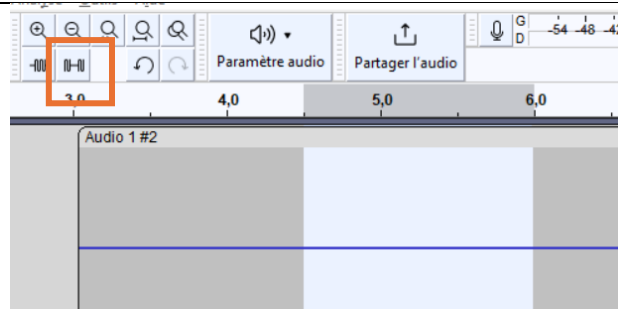 G
D
-54 -48
Paramètre audio
Partager l'audio
3,0 4,0 5,0 6,0
Audio 1 #2